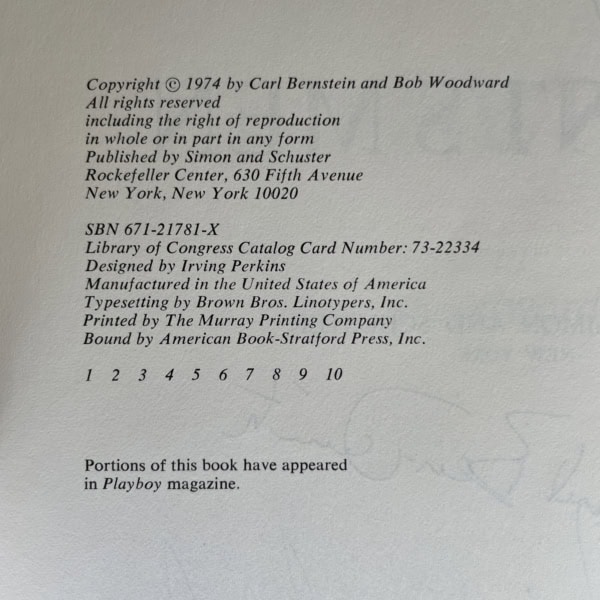 Copyright © 1974 by Carl Bernstein and Bob Woodward
All rights reserved
including the right of reproduction
in whole or in part in any form
Published by Simon and Schuster
Rockefeller Center, 630 Fifth Avenue
New York, New York 10020
SBN 671-21781-X
Library of Congress Catalog Card Number: 73-22334
Designed by Irving Perkins
Manufactured in the United States of America
Typesetting by Brown Bros. Linotypers, Inc.
Printed by The Murray Printing Company
Bound by American Book-Stratford Press, Inc.
1 2 3 4 5 6 7 8 9 10
Portions of this book have appeared
in Playboy magazine.